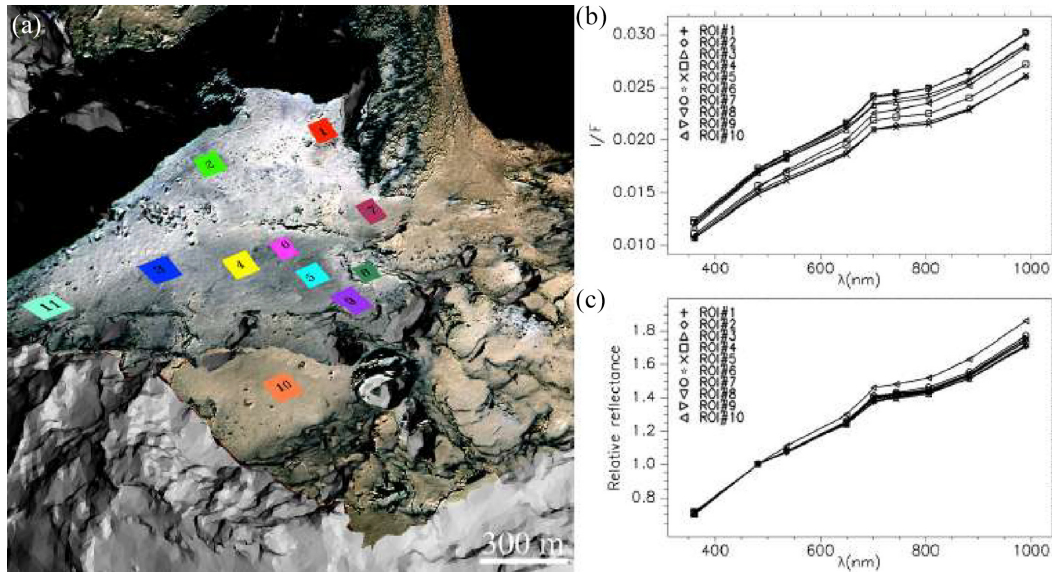 (a)
1
2
7
6
3
4
5
8
11
9
10
300 m
(b)
ROI#1
ROI#2
ROI#3
ROI#4
ROI#5
ROI#6
ROI#7
ROI#8
ROI#9
ROI#10
0.030
0.025
0.020
0.015
0.010
I/F
400 600 800 1000
λ(nm)
(c)
ROI#1
ROI#2
ROI#3
ROI#4
ROI#5
ROI#6
ROI#7
ROI#8
ROI#9
ROI#10
1.8
1.6
1.4
1.2
1.0
0.8
Relative reflectance
400 600 800 1000
λ(nm)